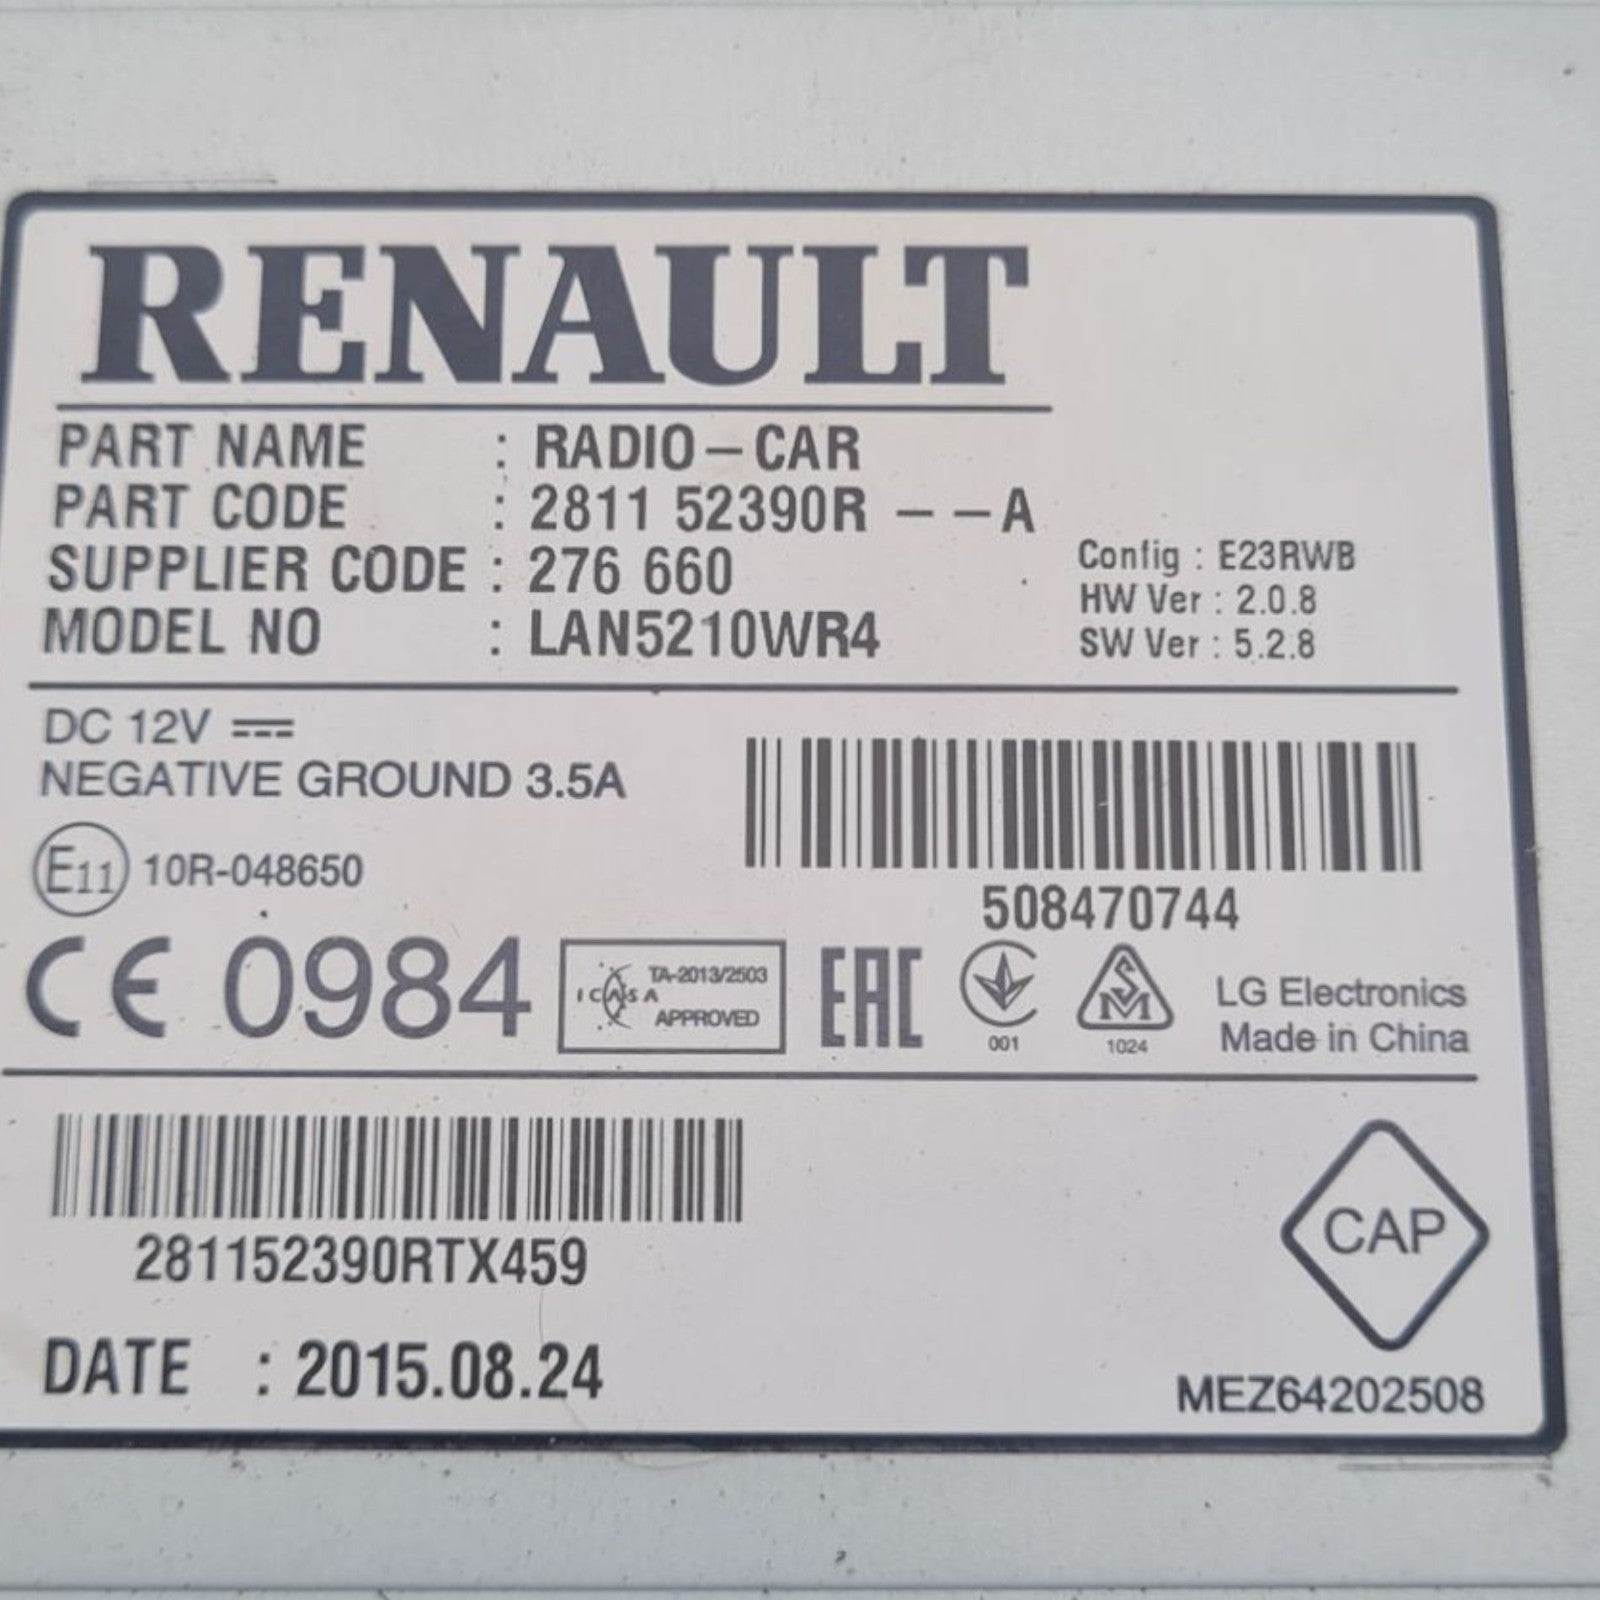 RENAULT
PART NAME : RADIO-CAR
PART CODE : 2811 52390R --A
SUPPLIER CODE : 276 660
MODEL NO : LAN5210WR4
Config : E23RWB
HW Ver : 2.0.8
SW Ver : 5.2.8
DC 12V
NEGATIVE GROUND 3.5A
E11 10R-048650
508470744
CE 0984
ICASA
TA-2013/2503
APPROVED
EAC
001
SM
1024
LG Electronics
Made in China
281152390RTX459
DATE : 2015.08.24
CAP
MEZ64202508